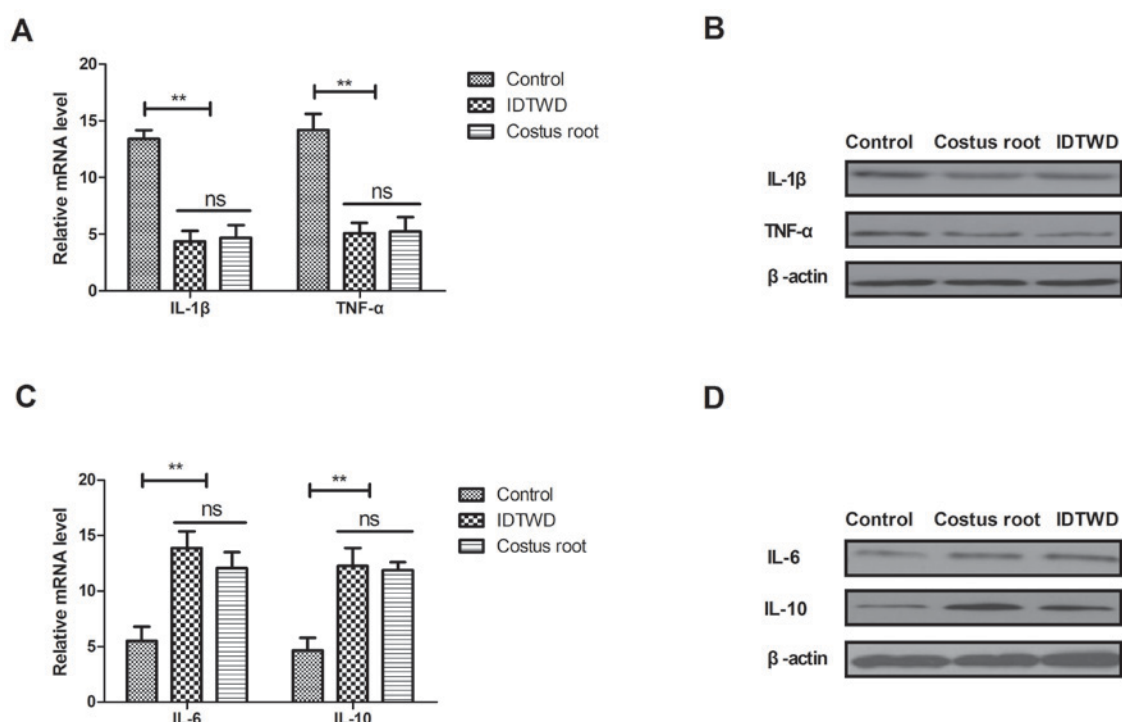 A
Relative mRNA level
20
15
10
5
0
**
ns
**
ns
IL-1β
TNF-α
Control
IDTWD
Costus root
B
Control Costus root IDTWD
IL-1β
TNF-α
β-actin
C
Relative mRNA level
20
15
10
5
0
**
ns
**
ns
IL-6
IL-10
Control
IDTWD
Costus root
D
Control Costus root IDTWD
IL-6
IL-10
β-actin